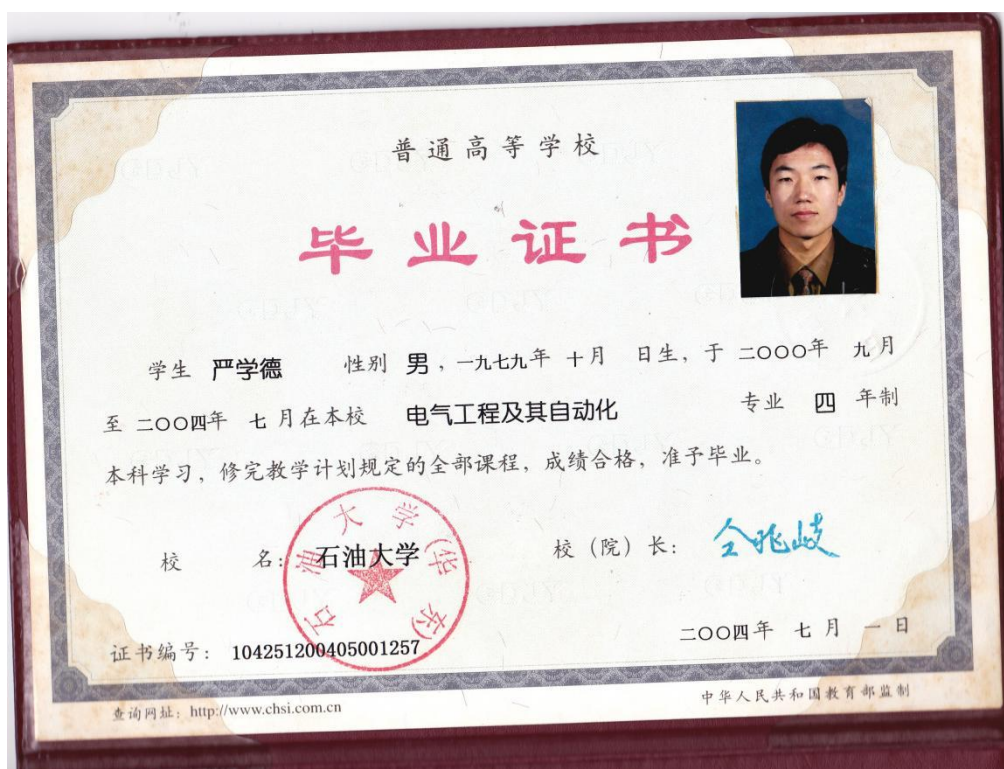 普通高等学校
毕业证书
学生 严学德 性别 男，一九七九年 十月 日生，于 二〇〇〇年 九月
至 二〇〇四年 七月在本校 电气工程及其自动化 专业 四 年制
本科学习，修完教学计划规定的全部课程，成绩合格，准予毕业。
石油大学(华东)
校 名：石油大学 校（院）长：仝兆岐
二〇〇四年 七月 一日
证书编号：104251200405001257
中华人民共和国教育部监制
查询网址：http://www.chsi.com.cn